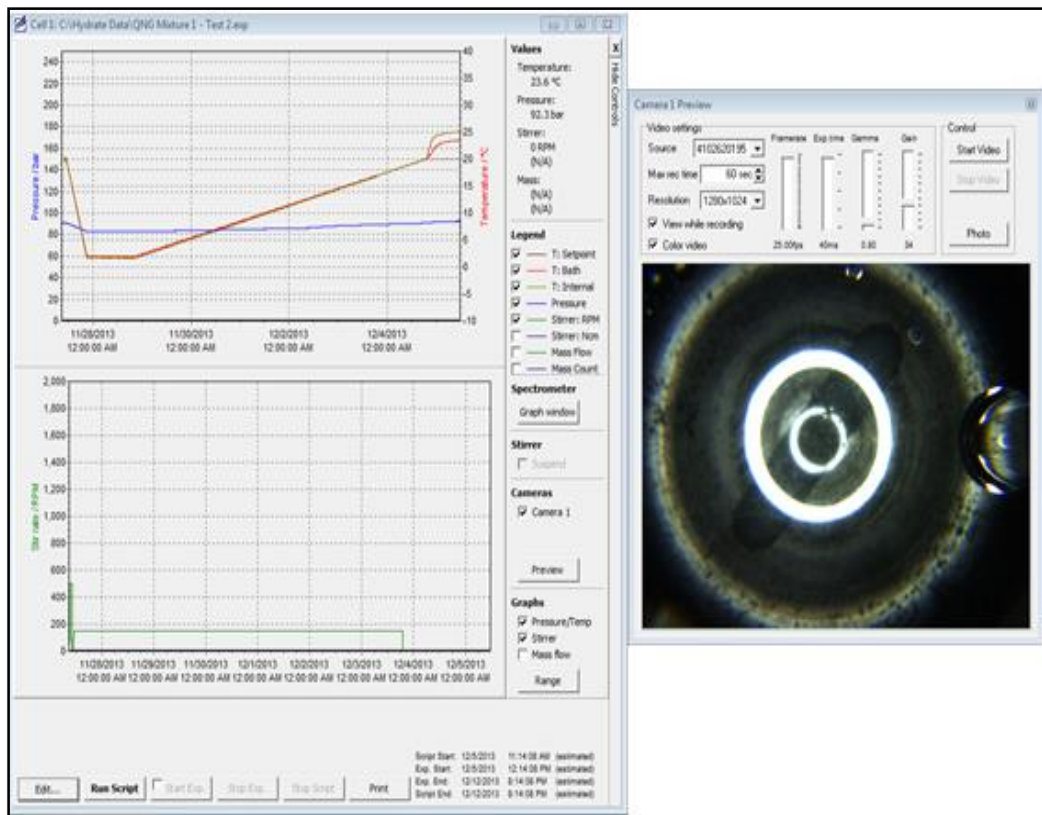 Cell 1: C:\Hydrate Data\QNG Mixture 1 - Test 2.exp
240
220
200
180
160
140
120
100
80
60
40
20
0
Pressure / bar
40
35
30
25
20
15
10
5
0
-5
-10
Temperature / °C
11/28/2013 11/30/2013 12/2/2013 12/4/2013
12:00:00 AM 12:00:00 AM 12:00:00 AM 12:00:00 AM
2,000
1,800
1,600
1,400
1,200
1,000
800
600
400
200
0
Stir rate / RPM
11/28/2013 11/29/2013 11/30/2013 12/1/2013 12/2/2013 12/3/2013 12/4/2013 12/5/2013
12:00:00 AM 12:00:00 AM 12:00:00 AM 12:00:00 AM 12:00:00 AM 12:00:00 AM 12:00:00 AM 12:00:00 AM
X
Hide Controls
Values
Temperature:
23.6 °C
Pressure:
92.3 bar
Stirrer:
0 RPM
(N/A)
Mass:
(N/A)
(N/A)
Legend
T: Setpoint
T: Bath
T: Internal
Pressure
Stirrer: RPM
Stirrer: Ncm
Mass Flow
Mass Count
Spectrometer
Graph window
Stirrer
Suspend
Cameras
Camera 1
Preview
Graphs
Pressure/Temp
Stirrer
Mass flow
Range
Script Start: 12/5/2013 11:14:08 AM (estimated)
Exp. Start: 12/5/2013 12:14:08 PM (estimated)
Exp. End: 12/12/2013 8:14:08 PM (estimated)
Script End: 12/12/2013 8:14:08 PM (estimated)
Edit... Run Script Start Exp. Stop Exp. Stop Script Print
Camera 1 Preview
Video settings
Source 4102620195
Max rec time 60 sec
Resolution 1280x1024
View while recording
Color video
Framerate Exp.time Gamma Gain
25.00fps 40ms 0.80 34
Control
Start Video
Stop Video
Photo